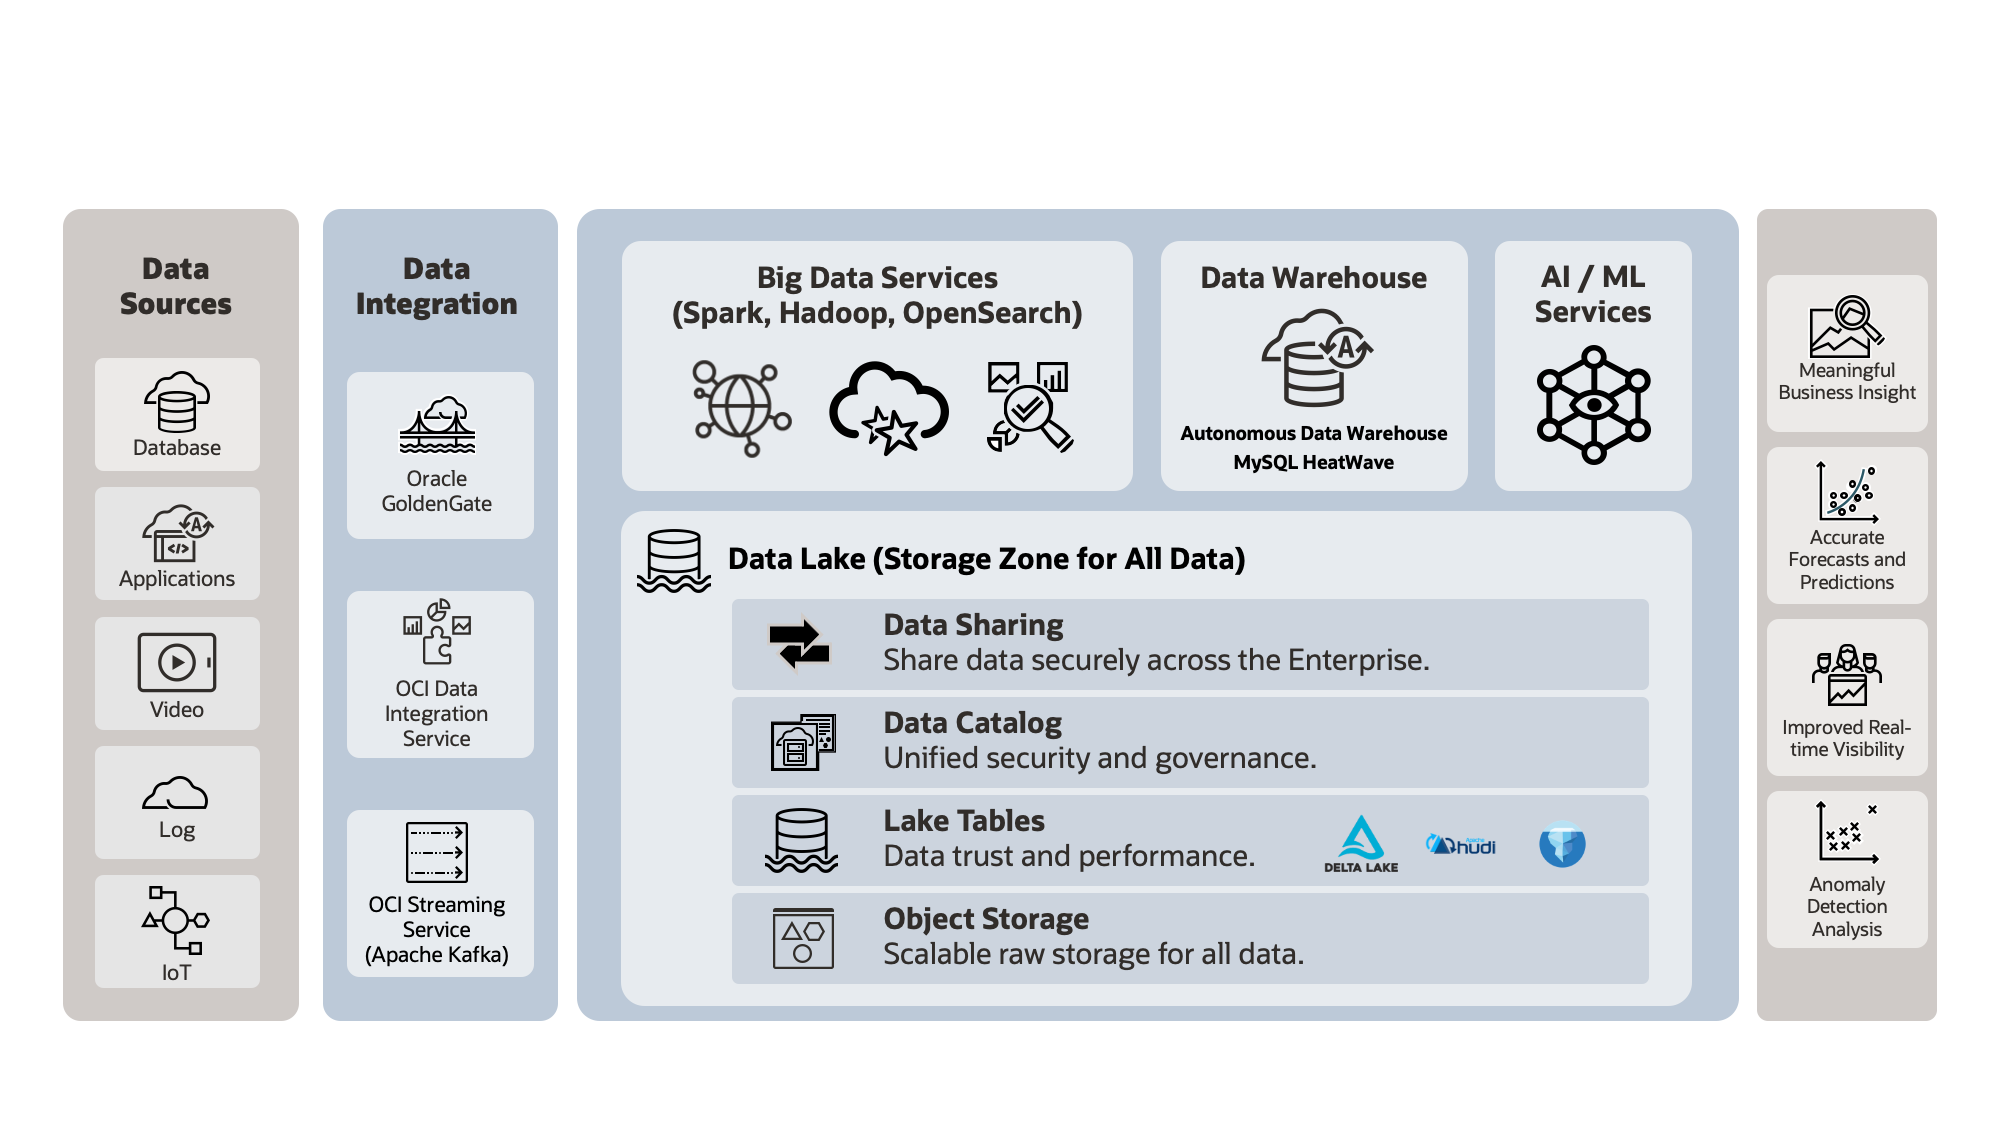 Data
Sources
Database
Applications
Video
Log
IoT
Data
Integration
Oracle
GoldenGate
OCI Data
Integration
Service
OCI Streaming
Service
(Apache Kafka)
Big Data Services
(Spark, Hadoop, OpenSearch)
Data Warehouse
A
Autonomous Data Warehouse
MySQL HeatWave
AI / ML
Services
Data Lake (Storage Zone for All Data)
Data Sharing
Share data securely across the Enterprise.
Data Catalog
Unified security and governance.
Lake Tables
Data trust and performance.
DELTA LAKE
Apache
hudi
Object Storage
Scalable raw storage for all data.
Meaningful
Business Insight
Accurate
Forecasts and
Predictions
Improved Real-
time Visibility
Anomaly
Detection
Analysis